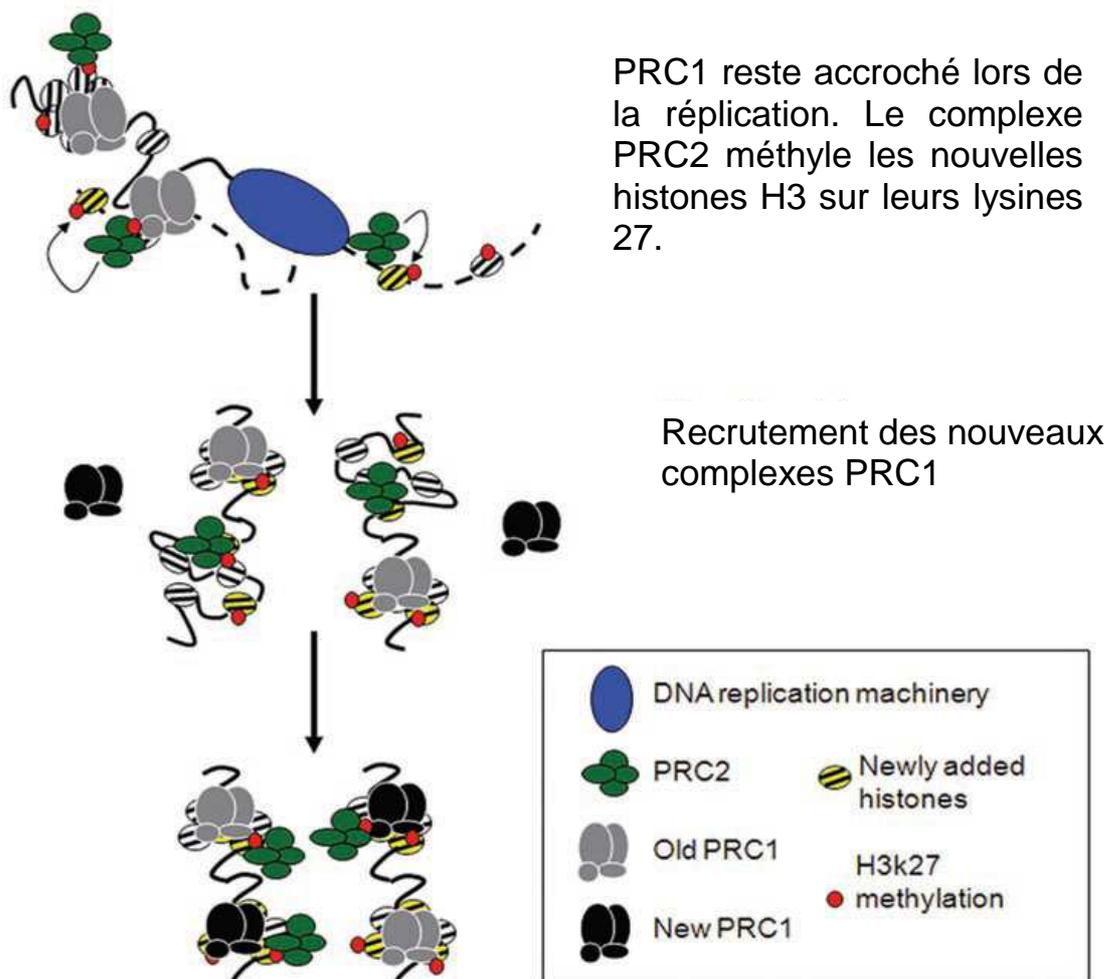 PRC1 reste accroché lors de
la réplication. Le complexe
PRC2 méthyle les nouvelles
histones H3 sur leurs lysines
27.
Recrutement des nouveaux
complexes PRC1
DNA replication machinery
PRC2
Newly added
histones
Old PRC1
H3k27
methylation
New PRC1